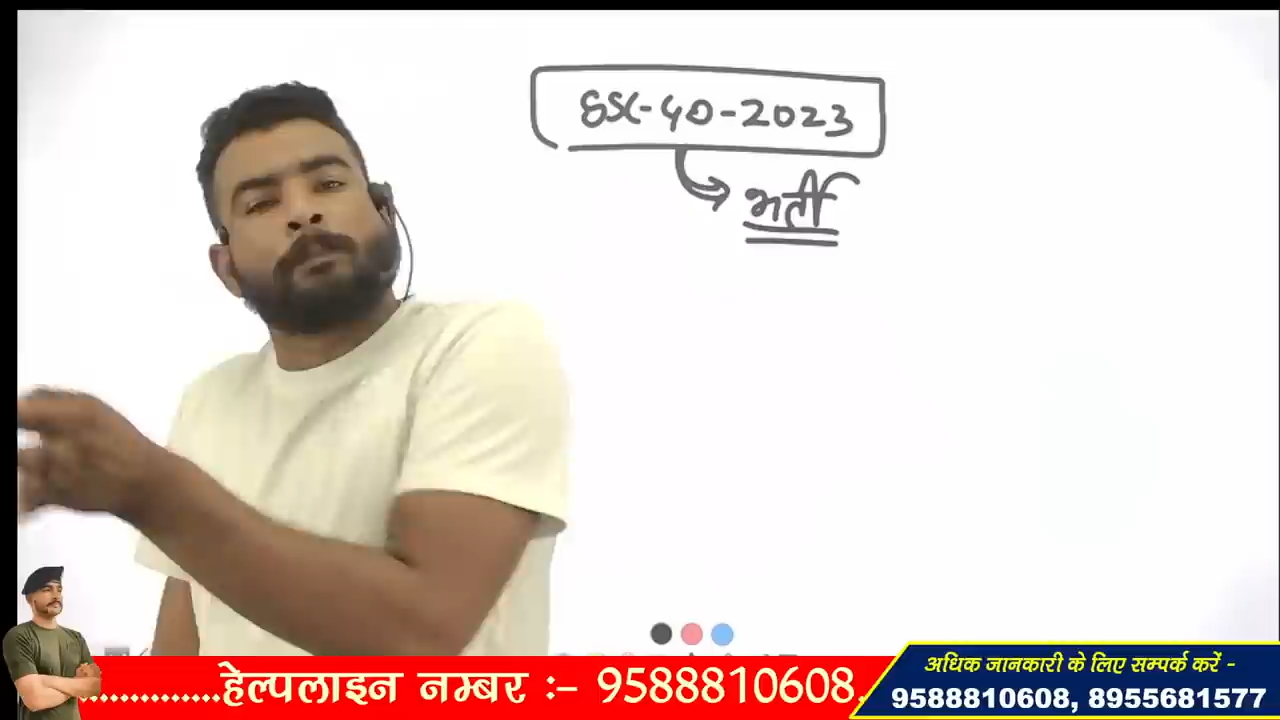 SSC-GD-2023
भर्ती
.............हेल्पलाइन नम्बर :- 9588810608,
अधिक जानकारी के लिए सम्पर्क करें -
9588810608, 8955681577